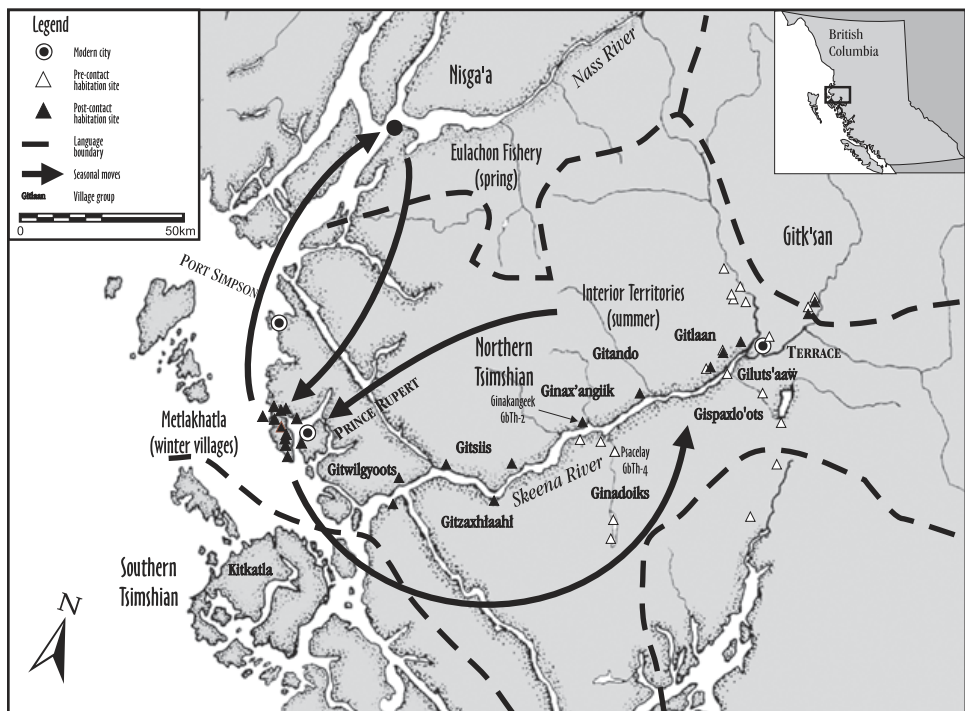 Legend
Modern city
Pre-contact
habitation site
Post-contact
habitation site
Language
boundary
Seasonal moves
Gitlaan
Village group
0
50km
British
Columbia
Nisga'a
Nass River
Eulachon Fishery
(spring)
Gitk'san
PORT SIMPSON
Interior Territories
(summer)
Northern
Tsimshian
Gitando
Gitlaan
TERRACE
Giluts'aaẅ
Ginax'angiik
Ginakangeek
GbTh-2
Gispaxlo'ots
PRINCE RUPERT
Metlakhatla
(winter villages)
Gitwilgyoots
Gitsiis
Skeena River
Psacelay
GbTh-4
Ginadoiks
Gitzaxhlaahl
Southern
Tsimshian
Kitkatla
N